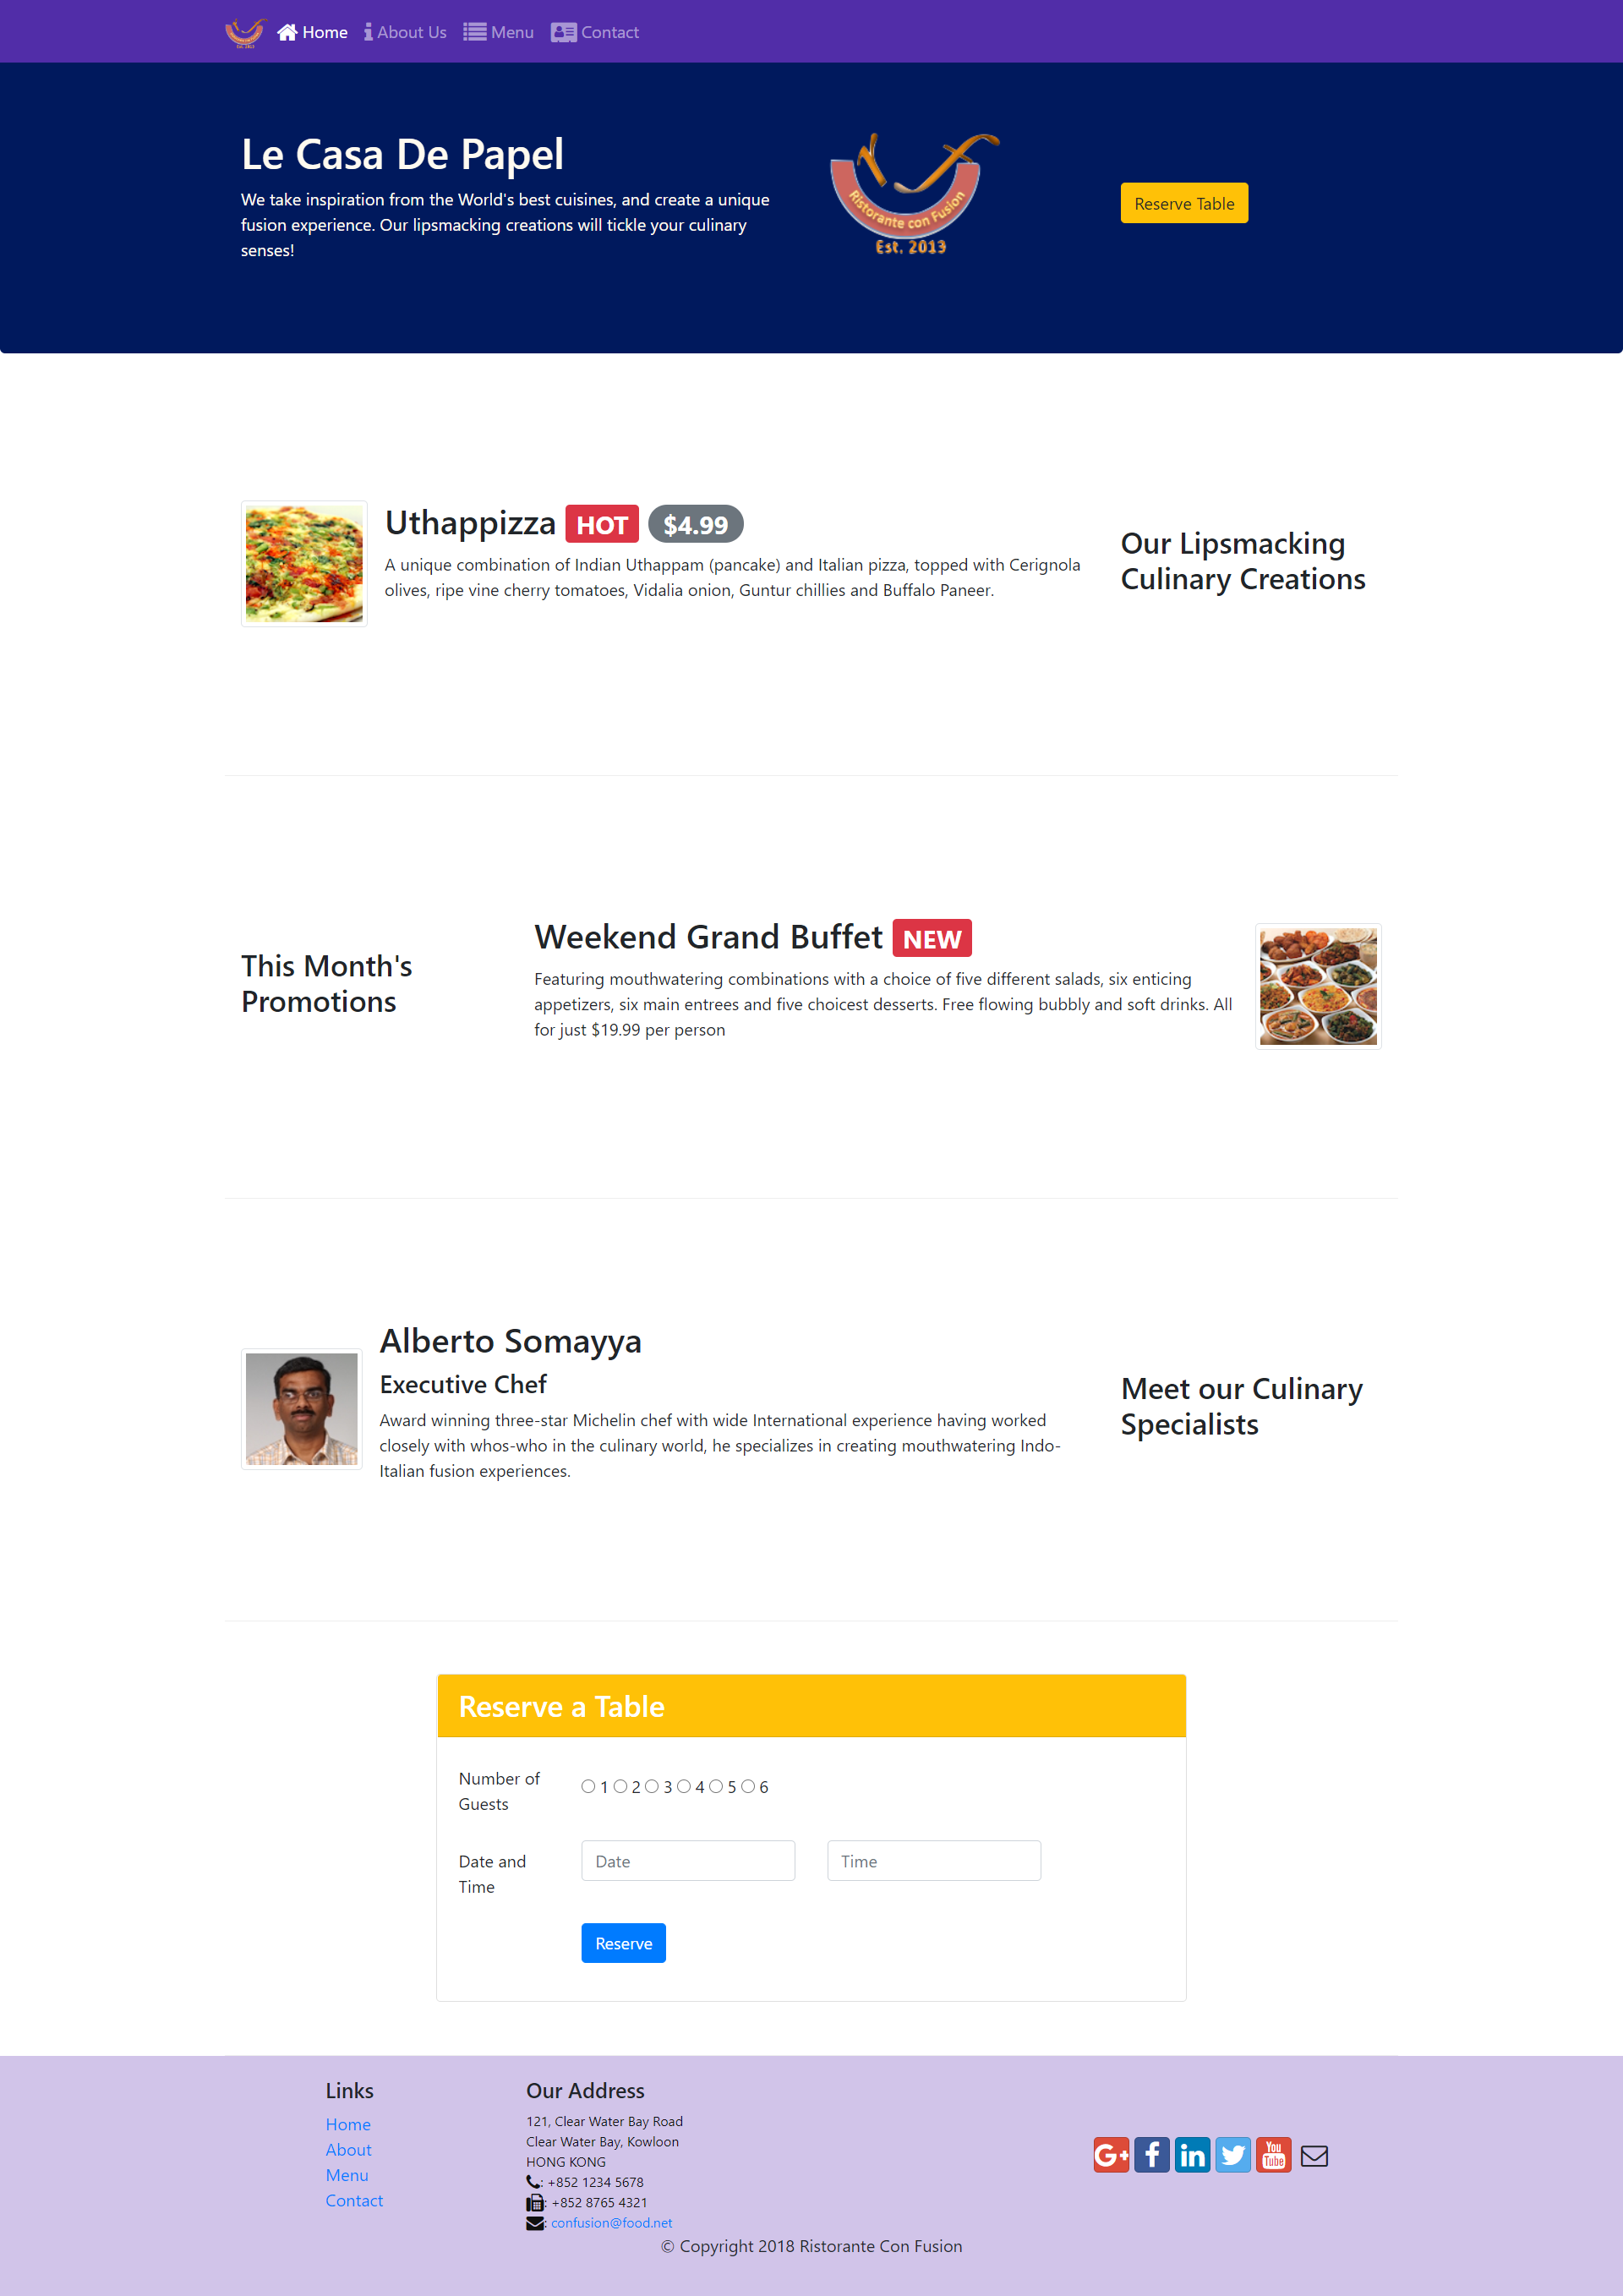 Home About Us Menu Contact
Le Casa De Papel
We take inspiration from the World's best cuisines, and create a unique
fusion experience. Our lipsmacking creations will tickle your culinary
senses!
Ristorante con Fusion
Est. 2013
Reserve Table
Uthappizza HOT $4.99
A unique combination of Indian Uthappam (pancake) and Italian pizza, topped with Cerignola
olives, ripe vine cherry tomatoes, Vidalia onion, Guntur chillies and Buffalo Paneer.
Our Lipsmacking
Culinary Creations
This Month's
Promotions
Weekend Grand Buffet NEW
Featuring mouthwatering combinations with a choice of five different salads, six enticing
appetizers, six main entrees and five choicest desserts. Free flowing bubbly and soft drinks. All
for just $19.99 per person
Alberto Somayya
Executive Chef
Award winning three-star Michelin chef with wide International experience having worked
closely with whos-who in the culinary world, he specializes in creating mouthwatering Indo-
Italian fusion experiences.
Meet our Culinary
Specialists
Reserve a Table
Number of
Guests
1 2 3 4 5 6
Date and
Time
Date
Time
Reserve
Links
Home
About
Menu
Contact
Our Address
121, Clear Water Bay Road
Clear Water Bay, Kowloon
HONG KONG
: +852 1234 5678
: +852 8765 4321
: confusion@food.net
G+ f in You Tube
© Copyright 2018 Ristorante Con Fusion